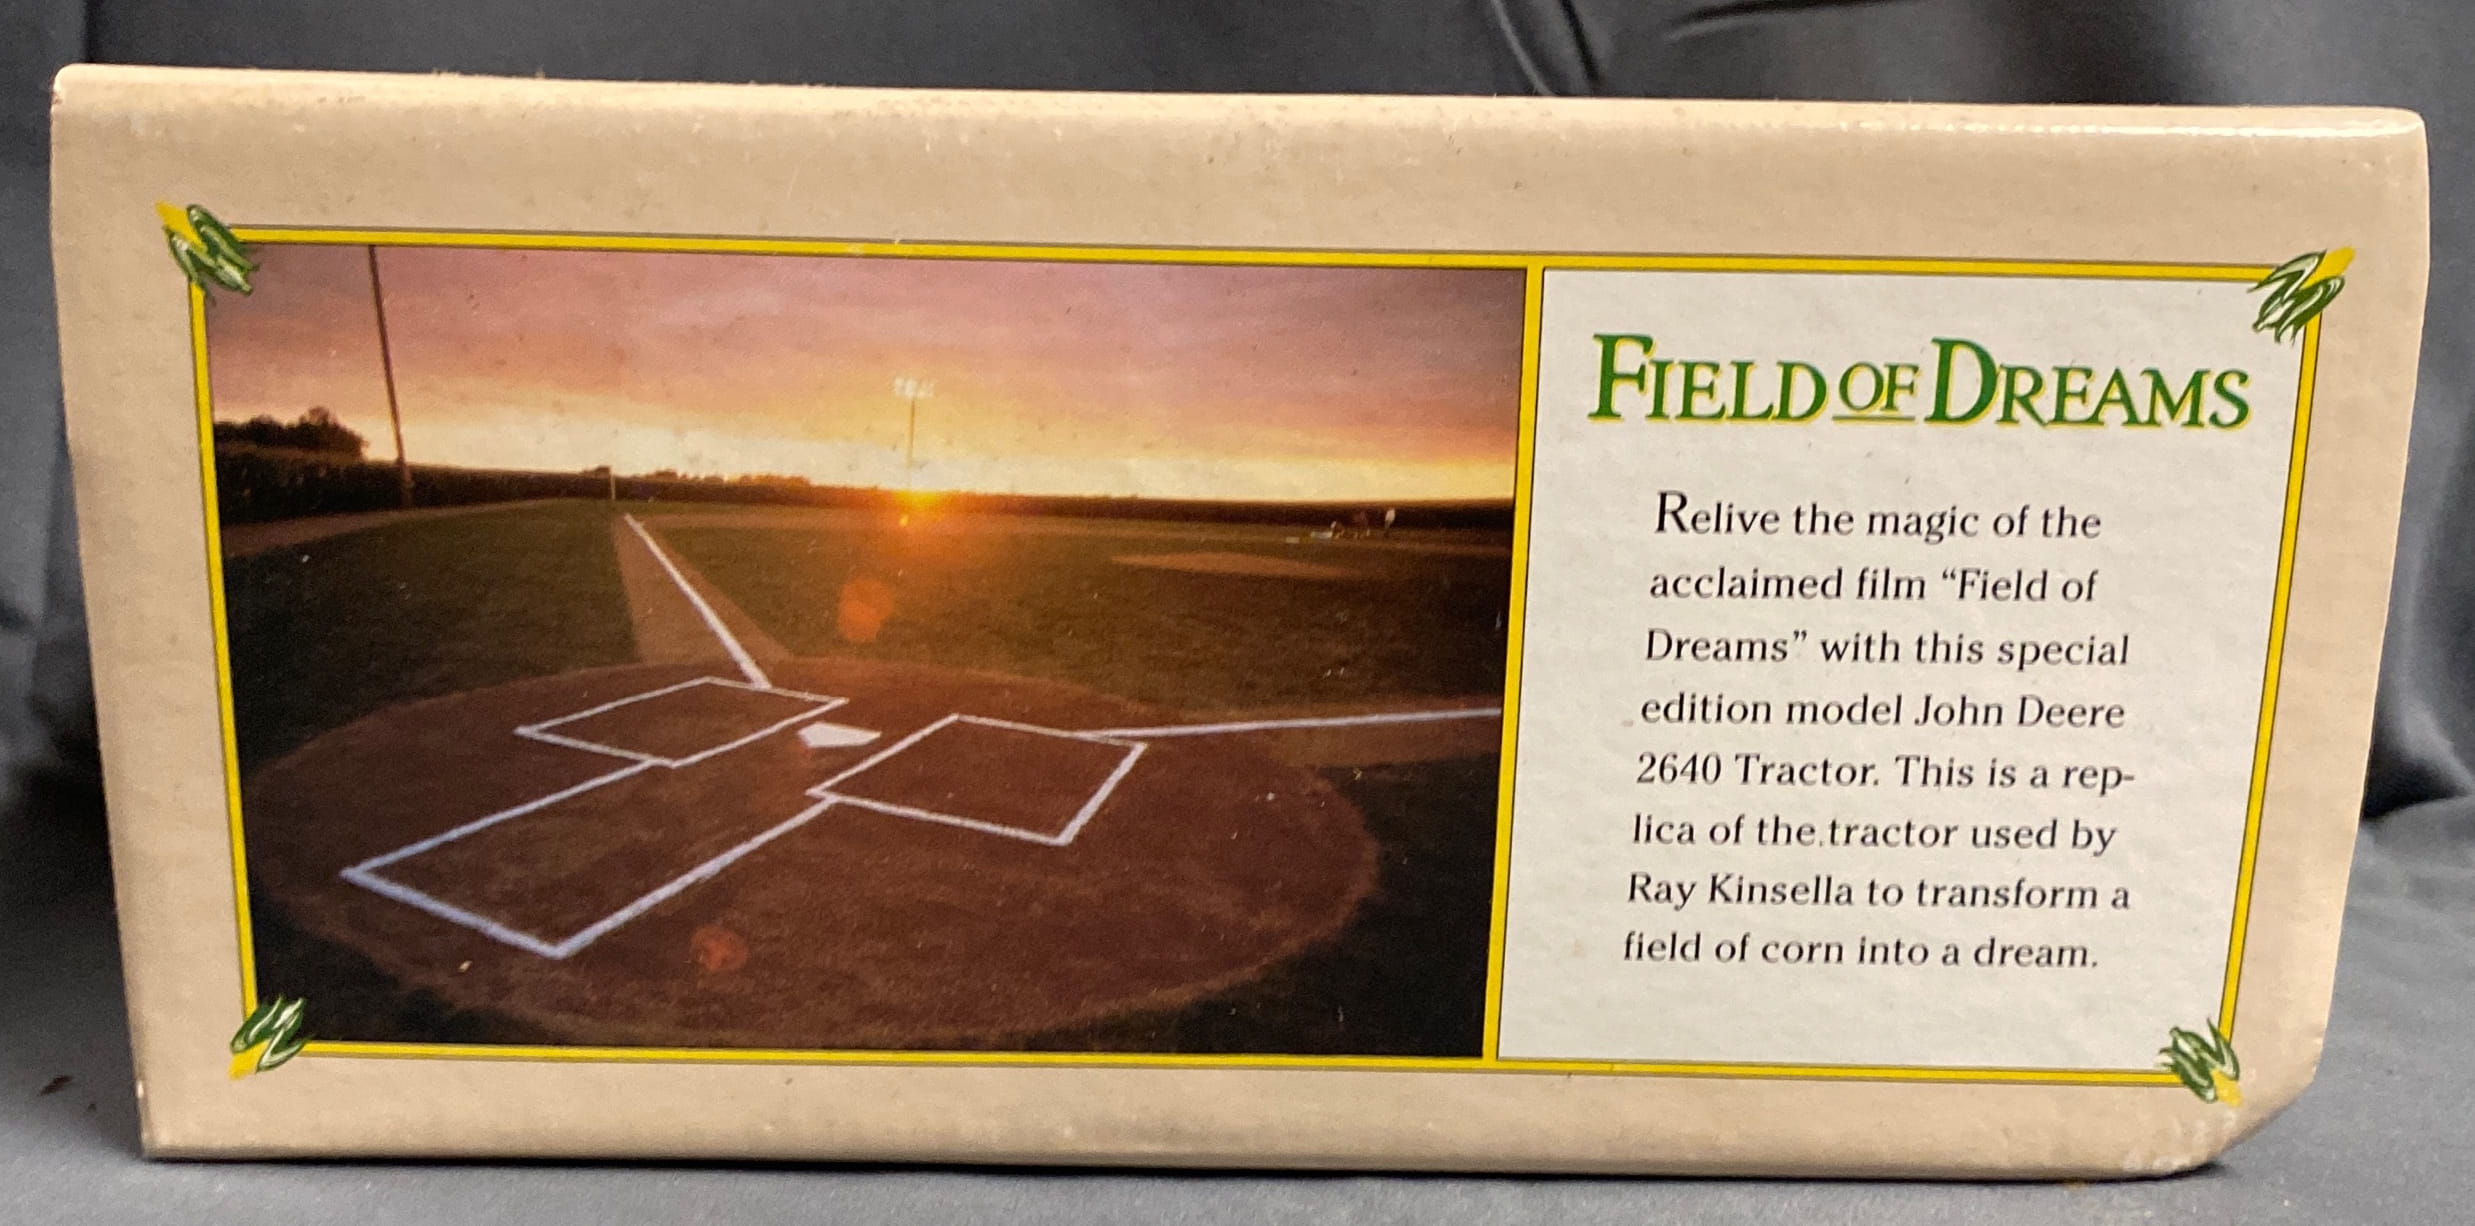 FIELD OF DREAMS
Relive the magic of the
acclaimed film “Field of
Dreams” with this special
edition model John Deere
2640 Tractor. This is a rep-
lica of the tractor used by
Ray Kinsella to transform a
field of corn into a dream.